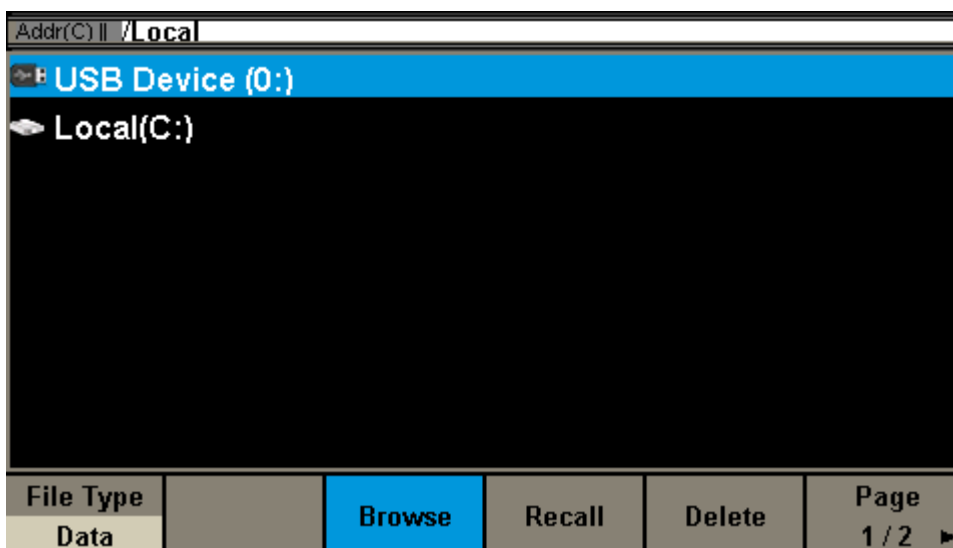 Addr(C) /Local
USB Device (0:)
Local(C:)
File Type
Data
Browse
Recall
Delete
Page
1 / 2 ►